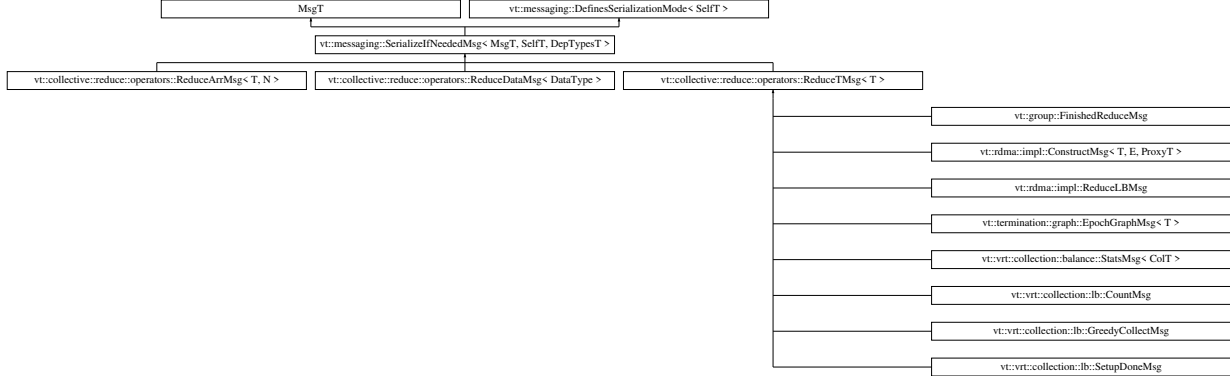 MsgT
vt::messaging::DefinesSerializationMode< SelfT >
vt::messaging::SerializeIfNeededMsg< MsgT, SelfT, DepTypesT >
vt::collective::reduce::operators::ReduceArrMsg< T, N >
vt::collective::reduce::operators::ReduceDataMsg< DataType >
vt::collective::reduce::operators::ReduceTMsg< T >
vt::group::FinishedReduceMsg
vt::rdma::impl::ConstructMsg< T, E, ProxyT >
vt::rdma::impl::ReduceLBMsg
vt::termination::graph::EpochGraphMsg< T >
vt::vrt::collection::balance::StatsMsg< ColT >
vt::vrt::collection::lb::CountMsg
vt::vrt::collection::lb::GreedyCollectMsg
vt::vrt::collection::lb::SetupDoneMsg